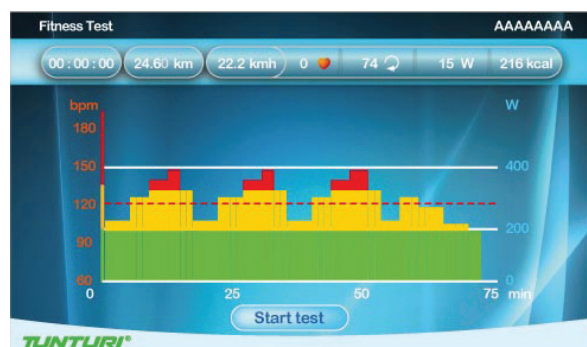 Fitness Test AAAAAAAA
00:00:00 24.60 km 22.2 kmh 0 74 15 W 216 kcal
bpm W
180
150 400
120
90 200
60 0
0 25 50 75 min
Start test
TUNTURI®